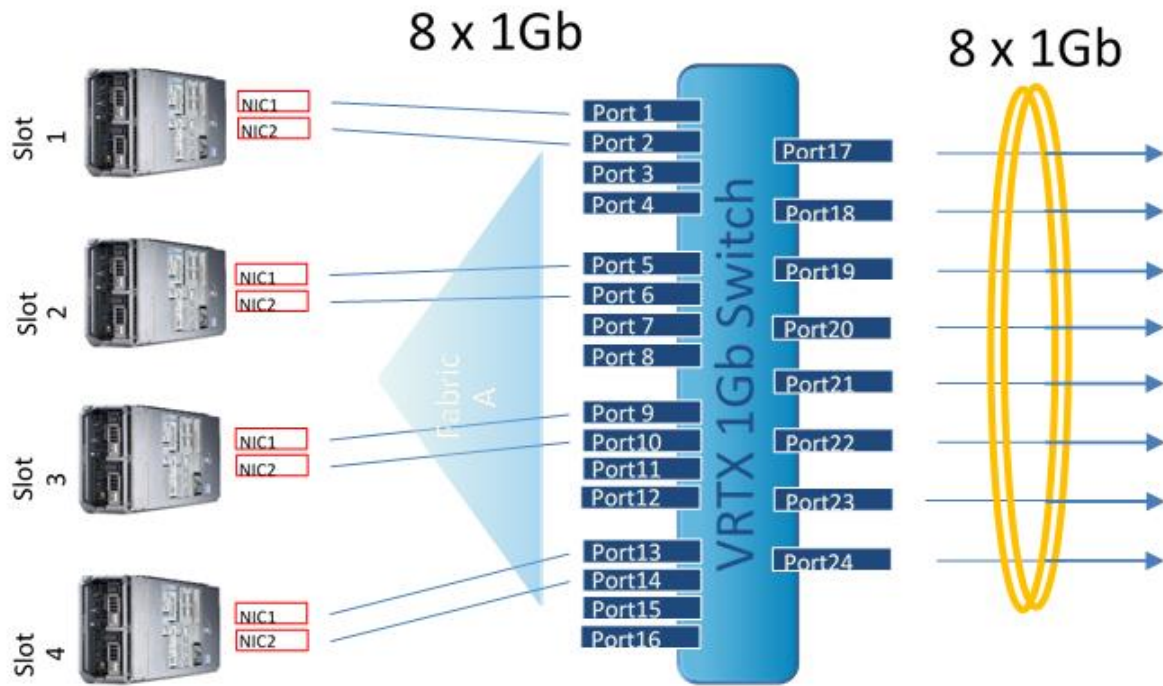 8 x 1Gb
8 x 1Gb
Slot
1
NIC1
NIC2
Slot
2
NIC1
NIC2
Slot
3
NIC1
NIC2
Slot
4
NIC1
NIC2
Fabric
A
Port 1
Port 2
Port 3
Port 4
Port 5
Port 6
Port 7
Port 8
Port 9
Port10
Port11
Port12
Port13
Port14
Port15
Port16
VRTX 1Gb Switch
Port17
Port18
Port19
Port20
Port21
Port22
Port23
Port24